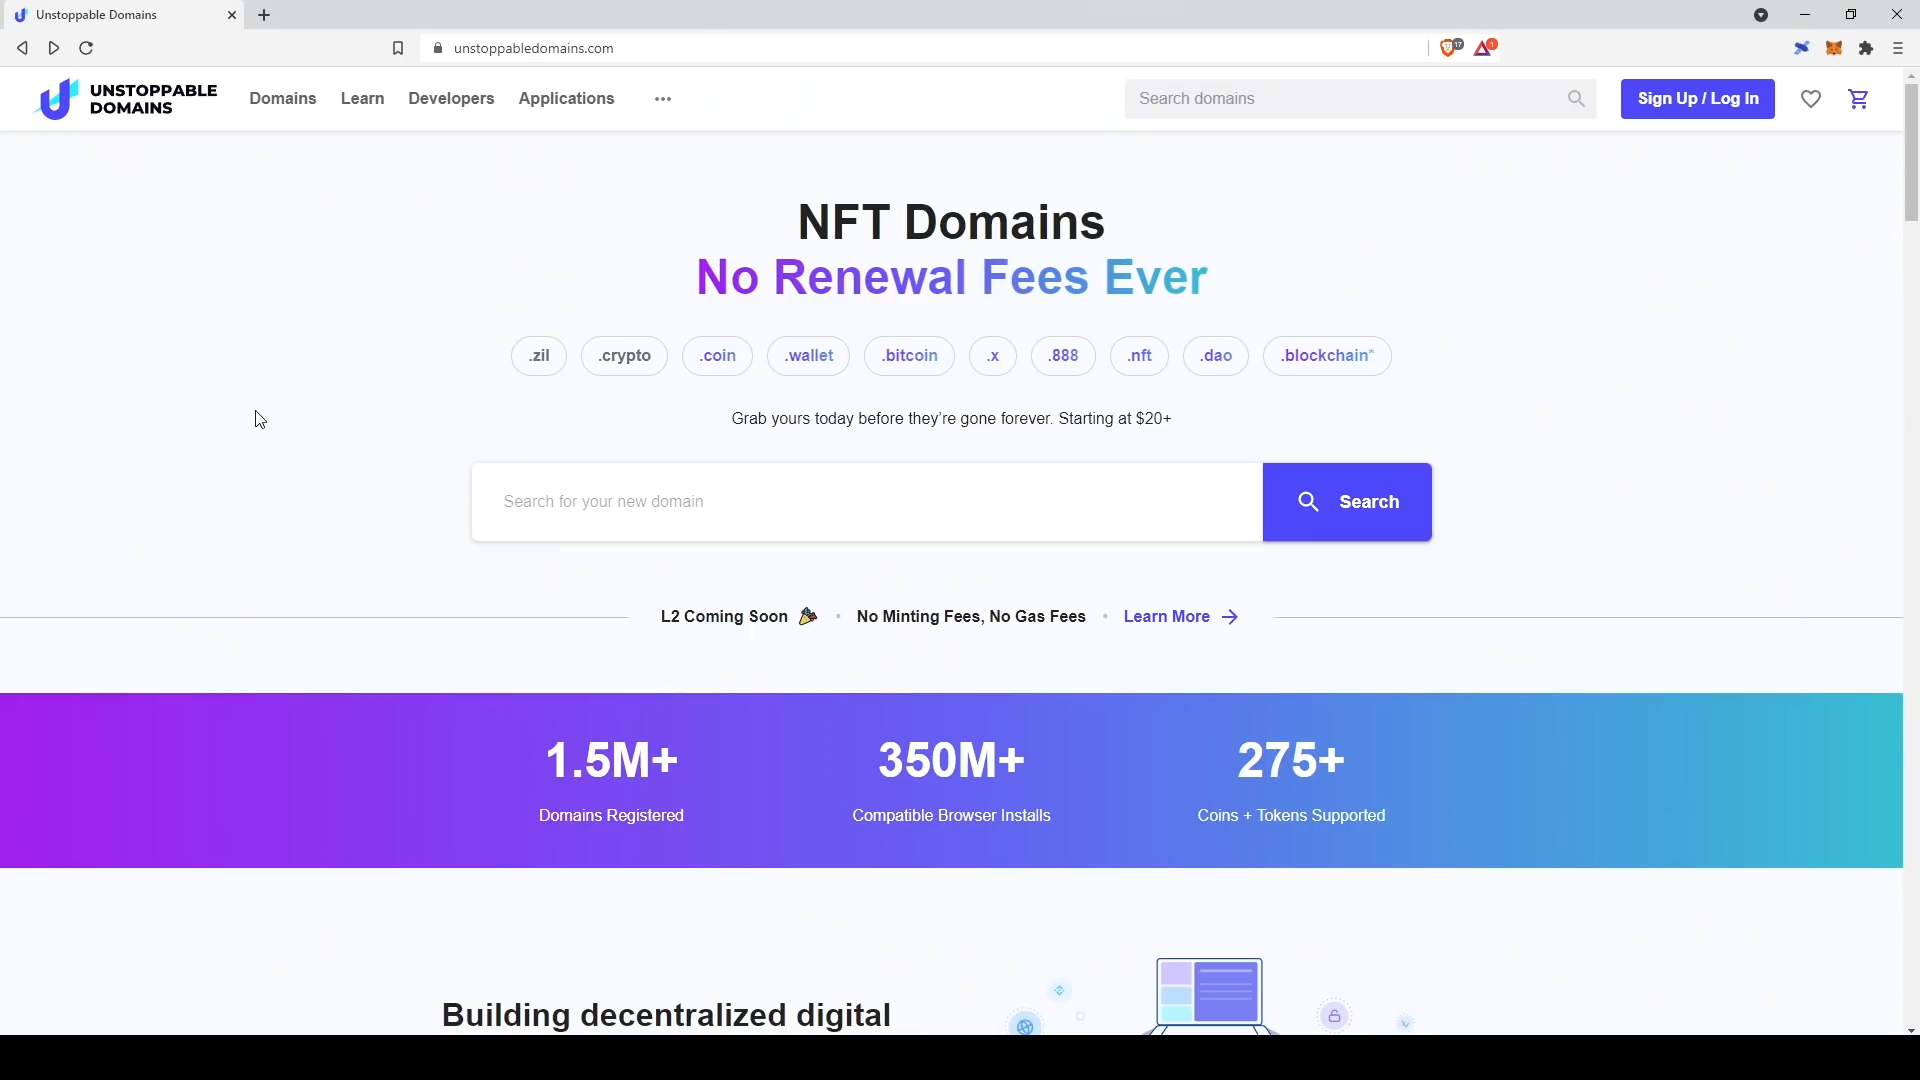 Unstoppable Domains
unstoppabledomains.com
17
1
UNSTOPPABLE
DOMAINS
Domains
Learn
Developers
Applications
Search domains
Sign Up / Log In
NFT Domains
No Renewal Fees Ever
.zil
.crypto
.coin
.wallet
.bitcoin
.x
.888
.nft
.dao
.blockchain*
Grab yours today before they’re gone forever. Starting at $20+
Search for your new domain
Search
L2 Coming Soon • No Minting Fees, No Gas Fees • Learn More
1.5M+
350M+
275+
Domains Registered
Compatible Browser Installs
Coins + Tokens Supported
Building decentralized digital